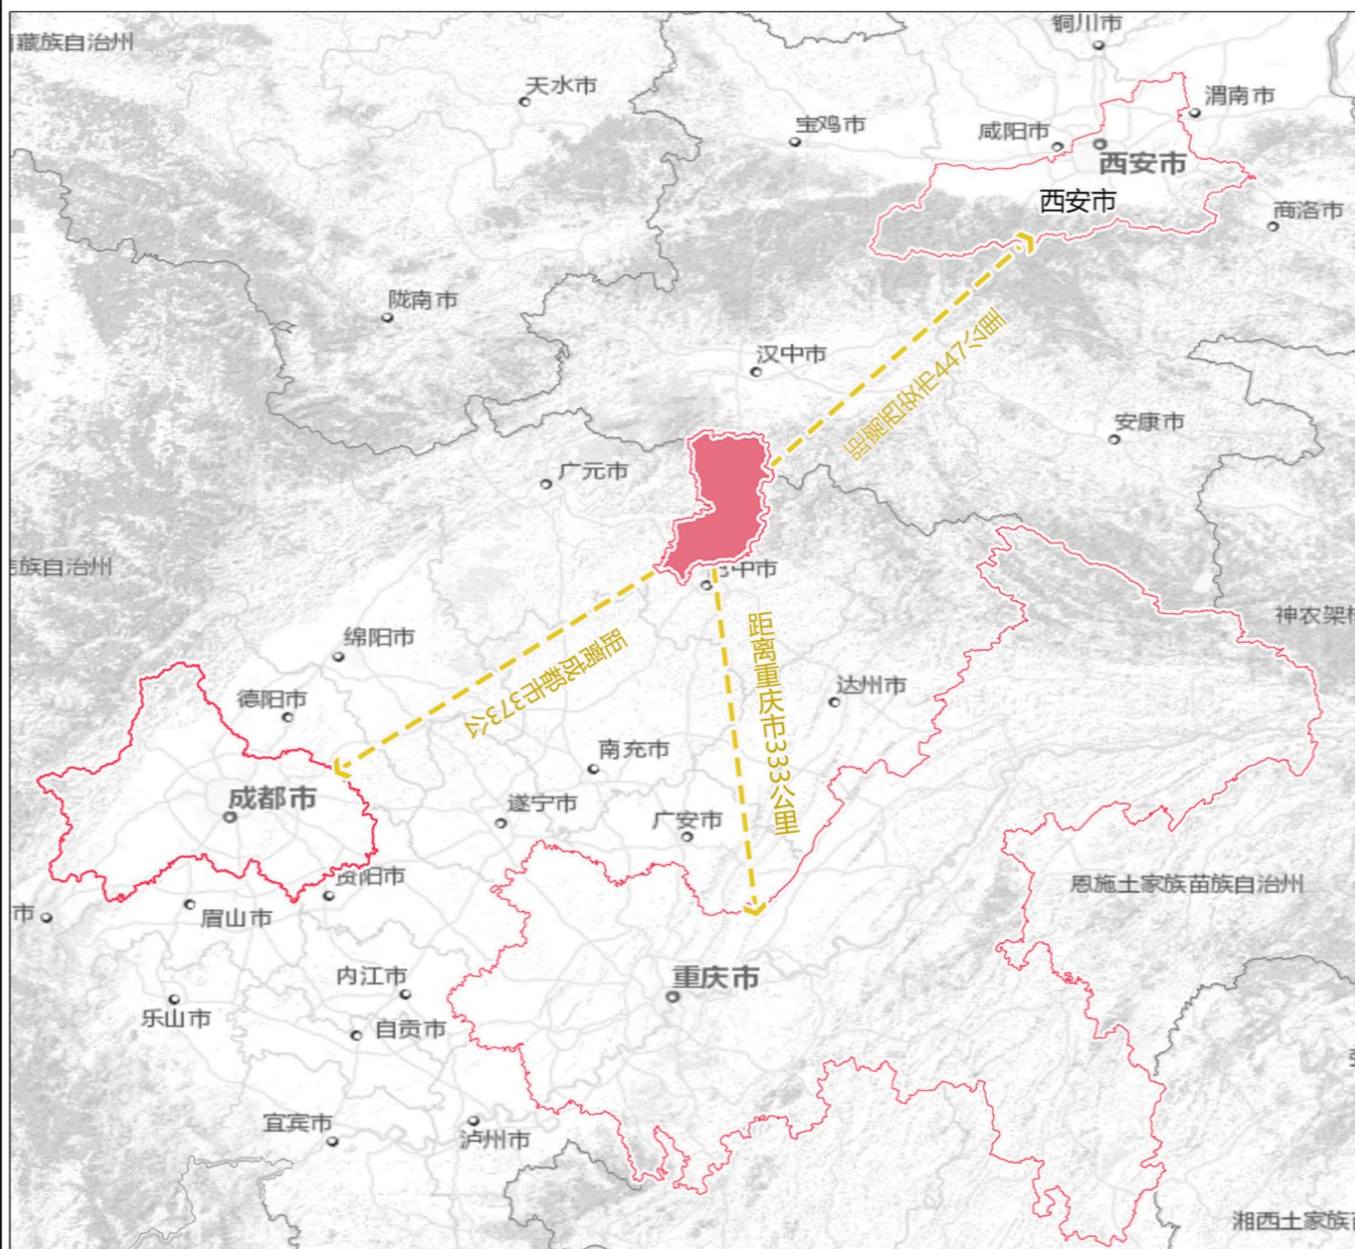 铜川市
藏族自治州
天水市
渭南市
宝鸡市
咸阳市
西安市
西安市
商洛市
陇南市
距离西安市447公里
汉中市
安康市
广元市
族自治州
中市
神农架
绵阳市
距离成都市373公
距离重庆市333公里
达州市
德阳市
南充市
成都市
遂宁市
广安市
资阳市
恩施土家族苗族自治州
市
眉山市
内江市
重庆市
乐山市
自贡市
宜宾市
泸州市
湘西土家族